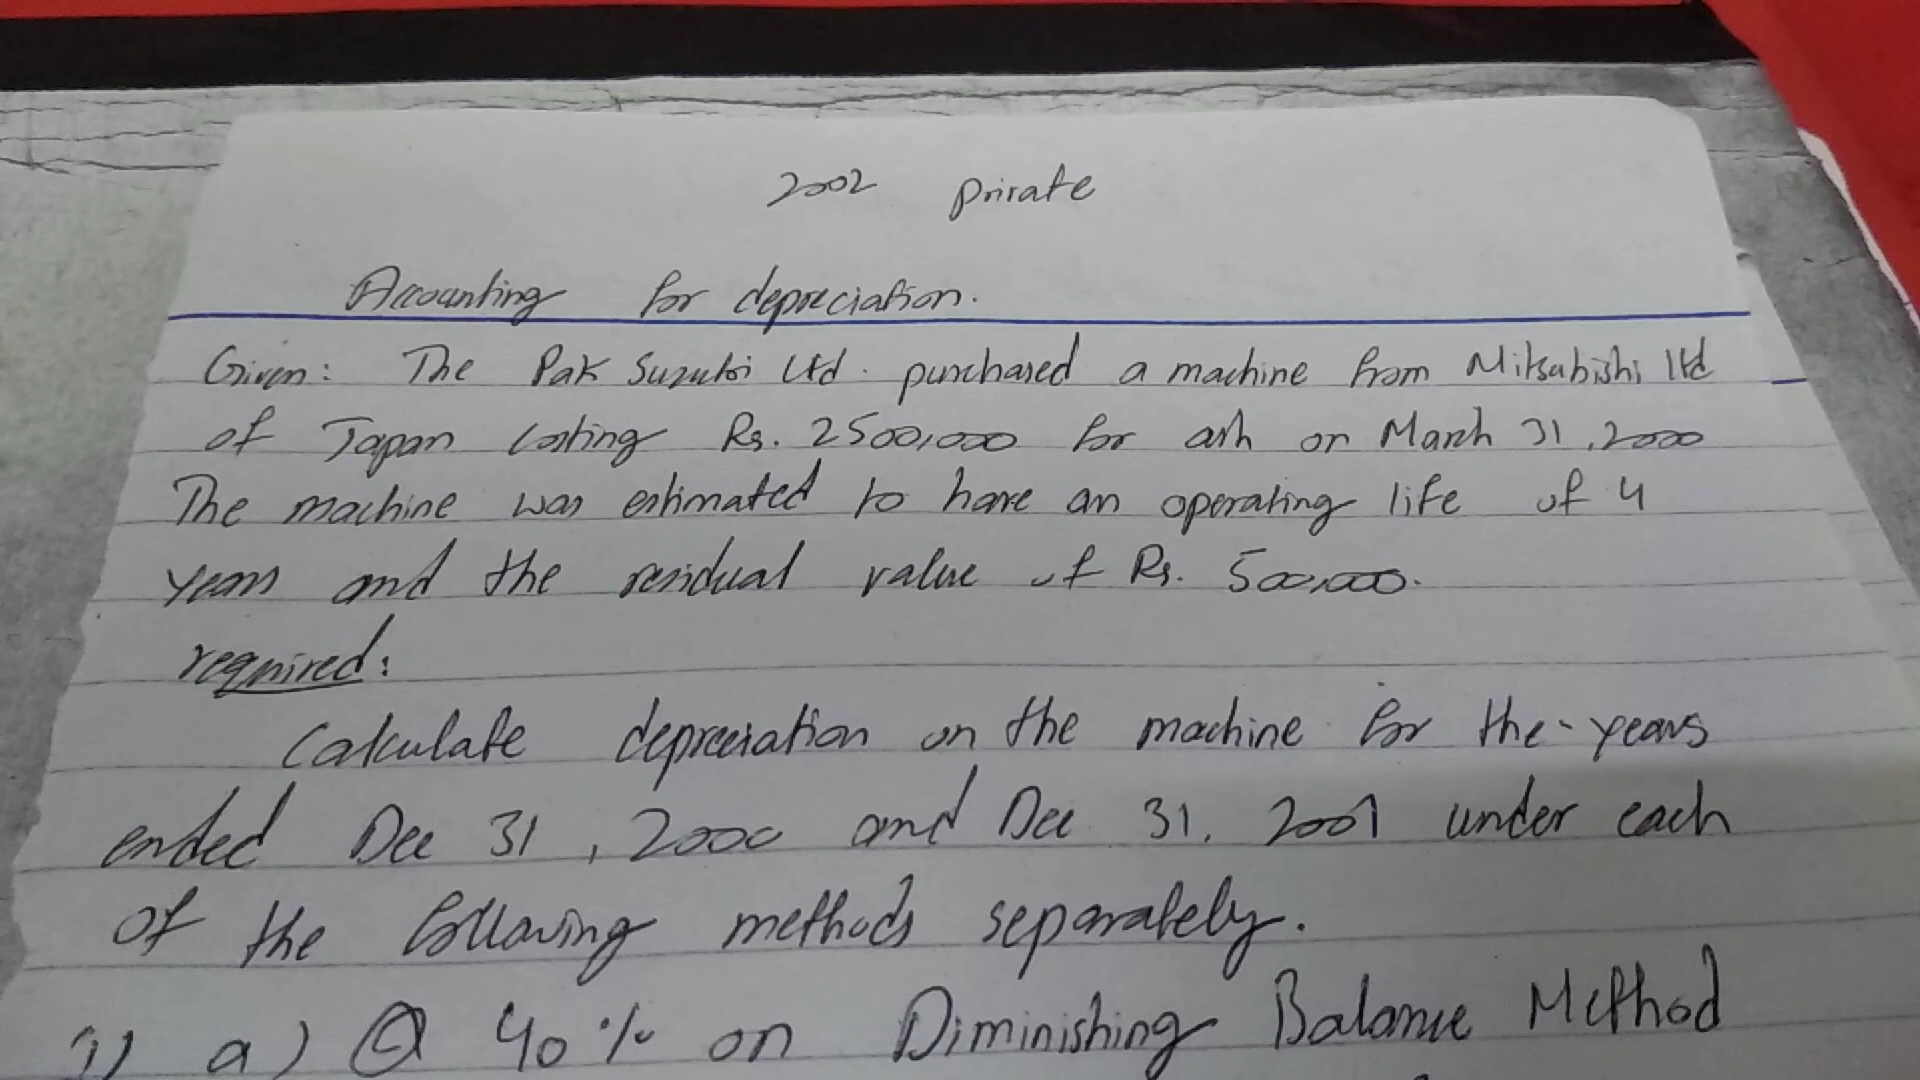 2002 private
Accounting for depreciation.
Given: The Pak Suzuki Ltd. purchased a machine from Mitsubishi ltd
of Japan costing Rs. 2500,000 for cash on March 31, 2000
The machine was estimated to have an operating life of 4
years and the residual value of Rs. 500,000.
required:
Calculate depreciation on the machine for the years
ended Dec 31, 2000 and Dec 31, 2001 under each
of the following methods separately.
i) a) @ 40% on Diminishing Balance Method